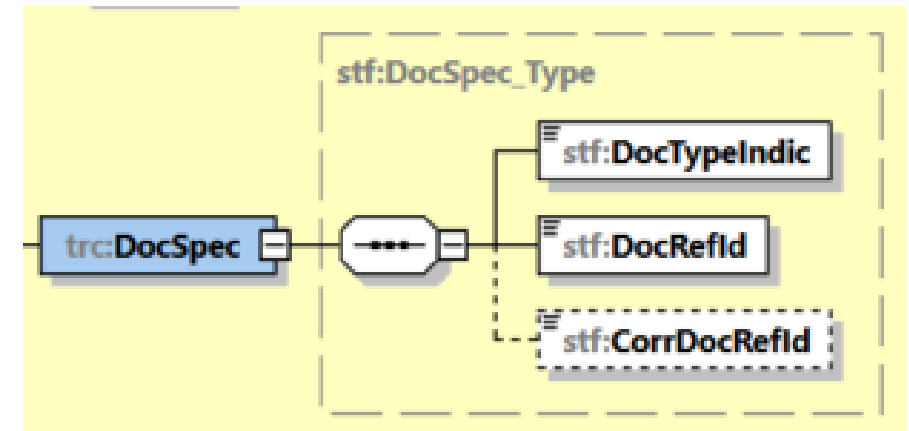 stf:DocSpec_Type
stf:DocTypeIndic
trc:DocSpec
stf:DocRefId
stf:CorrDocRefId